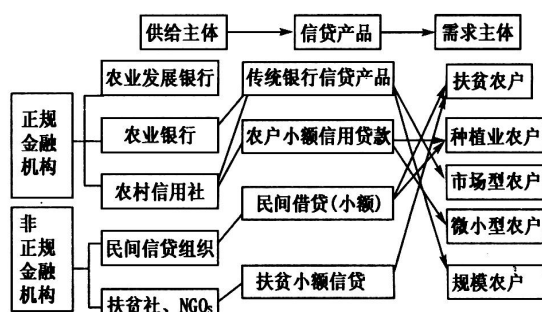 供给主体
信贷产品
需求主体
正规
金融
机构
农业发展银行
农业银行
农村信用社
传统银行信贷产品
农户小额信用贷款
民间借贷(小额)
扶贫小额信贷
扶贫农户
种植业农户
市场型农户
微小型农户
规模农户
非
正规
金融
机构
民间信贷组织
扶贫社、NGOs